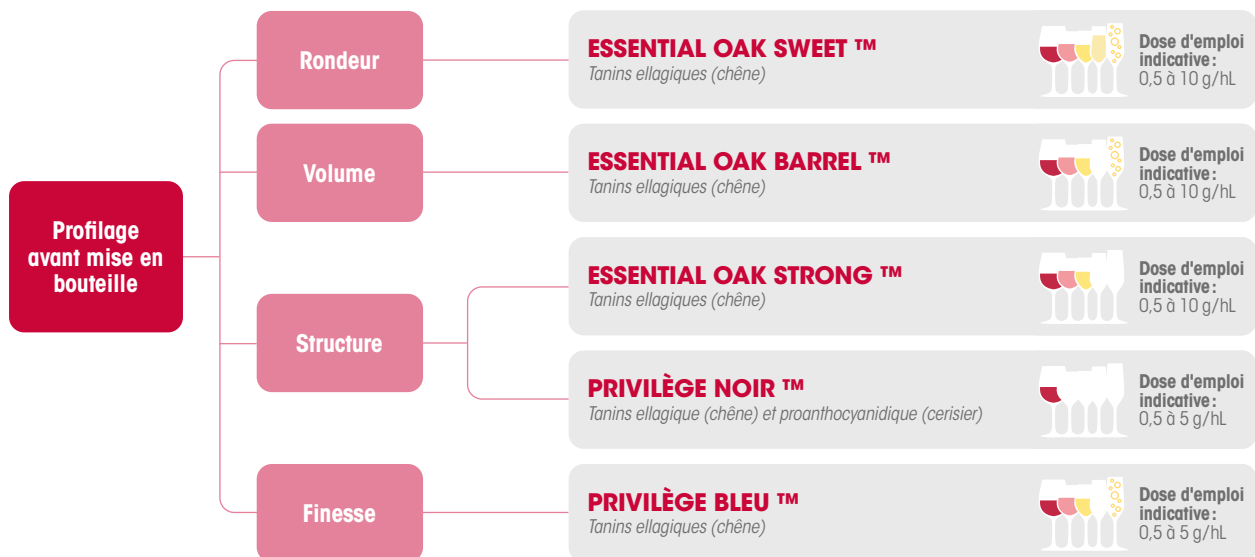 Profilage
avant mise en
bouteille
Rondeur
ESSENTIAL OAK SWEET ™
Tanins ellagiques (chêne)
Dose d'emploi
indicative :
0,5 à 10 g/hL
Volume
ESSENTIAL OAK BARREL ™
Tanins ellagiques (chêne)
Dose d'emploi
indicative :
0,5 à 10 g/hL
Structure
ESSENTIAL OAK STRONG ™
Tanins ellagiques (chêne)
Dose d'emploi
indicative :
0,5 à 10 g/hL
PRIVILÈGE NOIR ™
Tanins ellagique (chêne) et proanthocyanidique (cerisier)
Dose d'emploi
indicative :
0,5 à 5 g/hL
Finesse
PRIVILÈGE BLEU ™
Tanins ellagiques (chêne)
Dose d'emploi
indicative :
0,5 à 5 g/hL